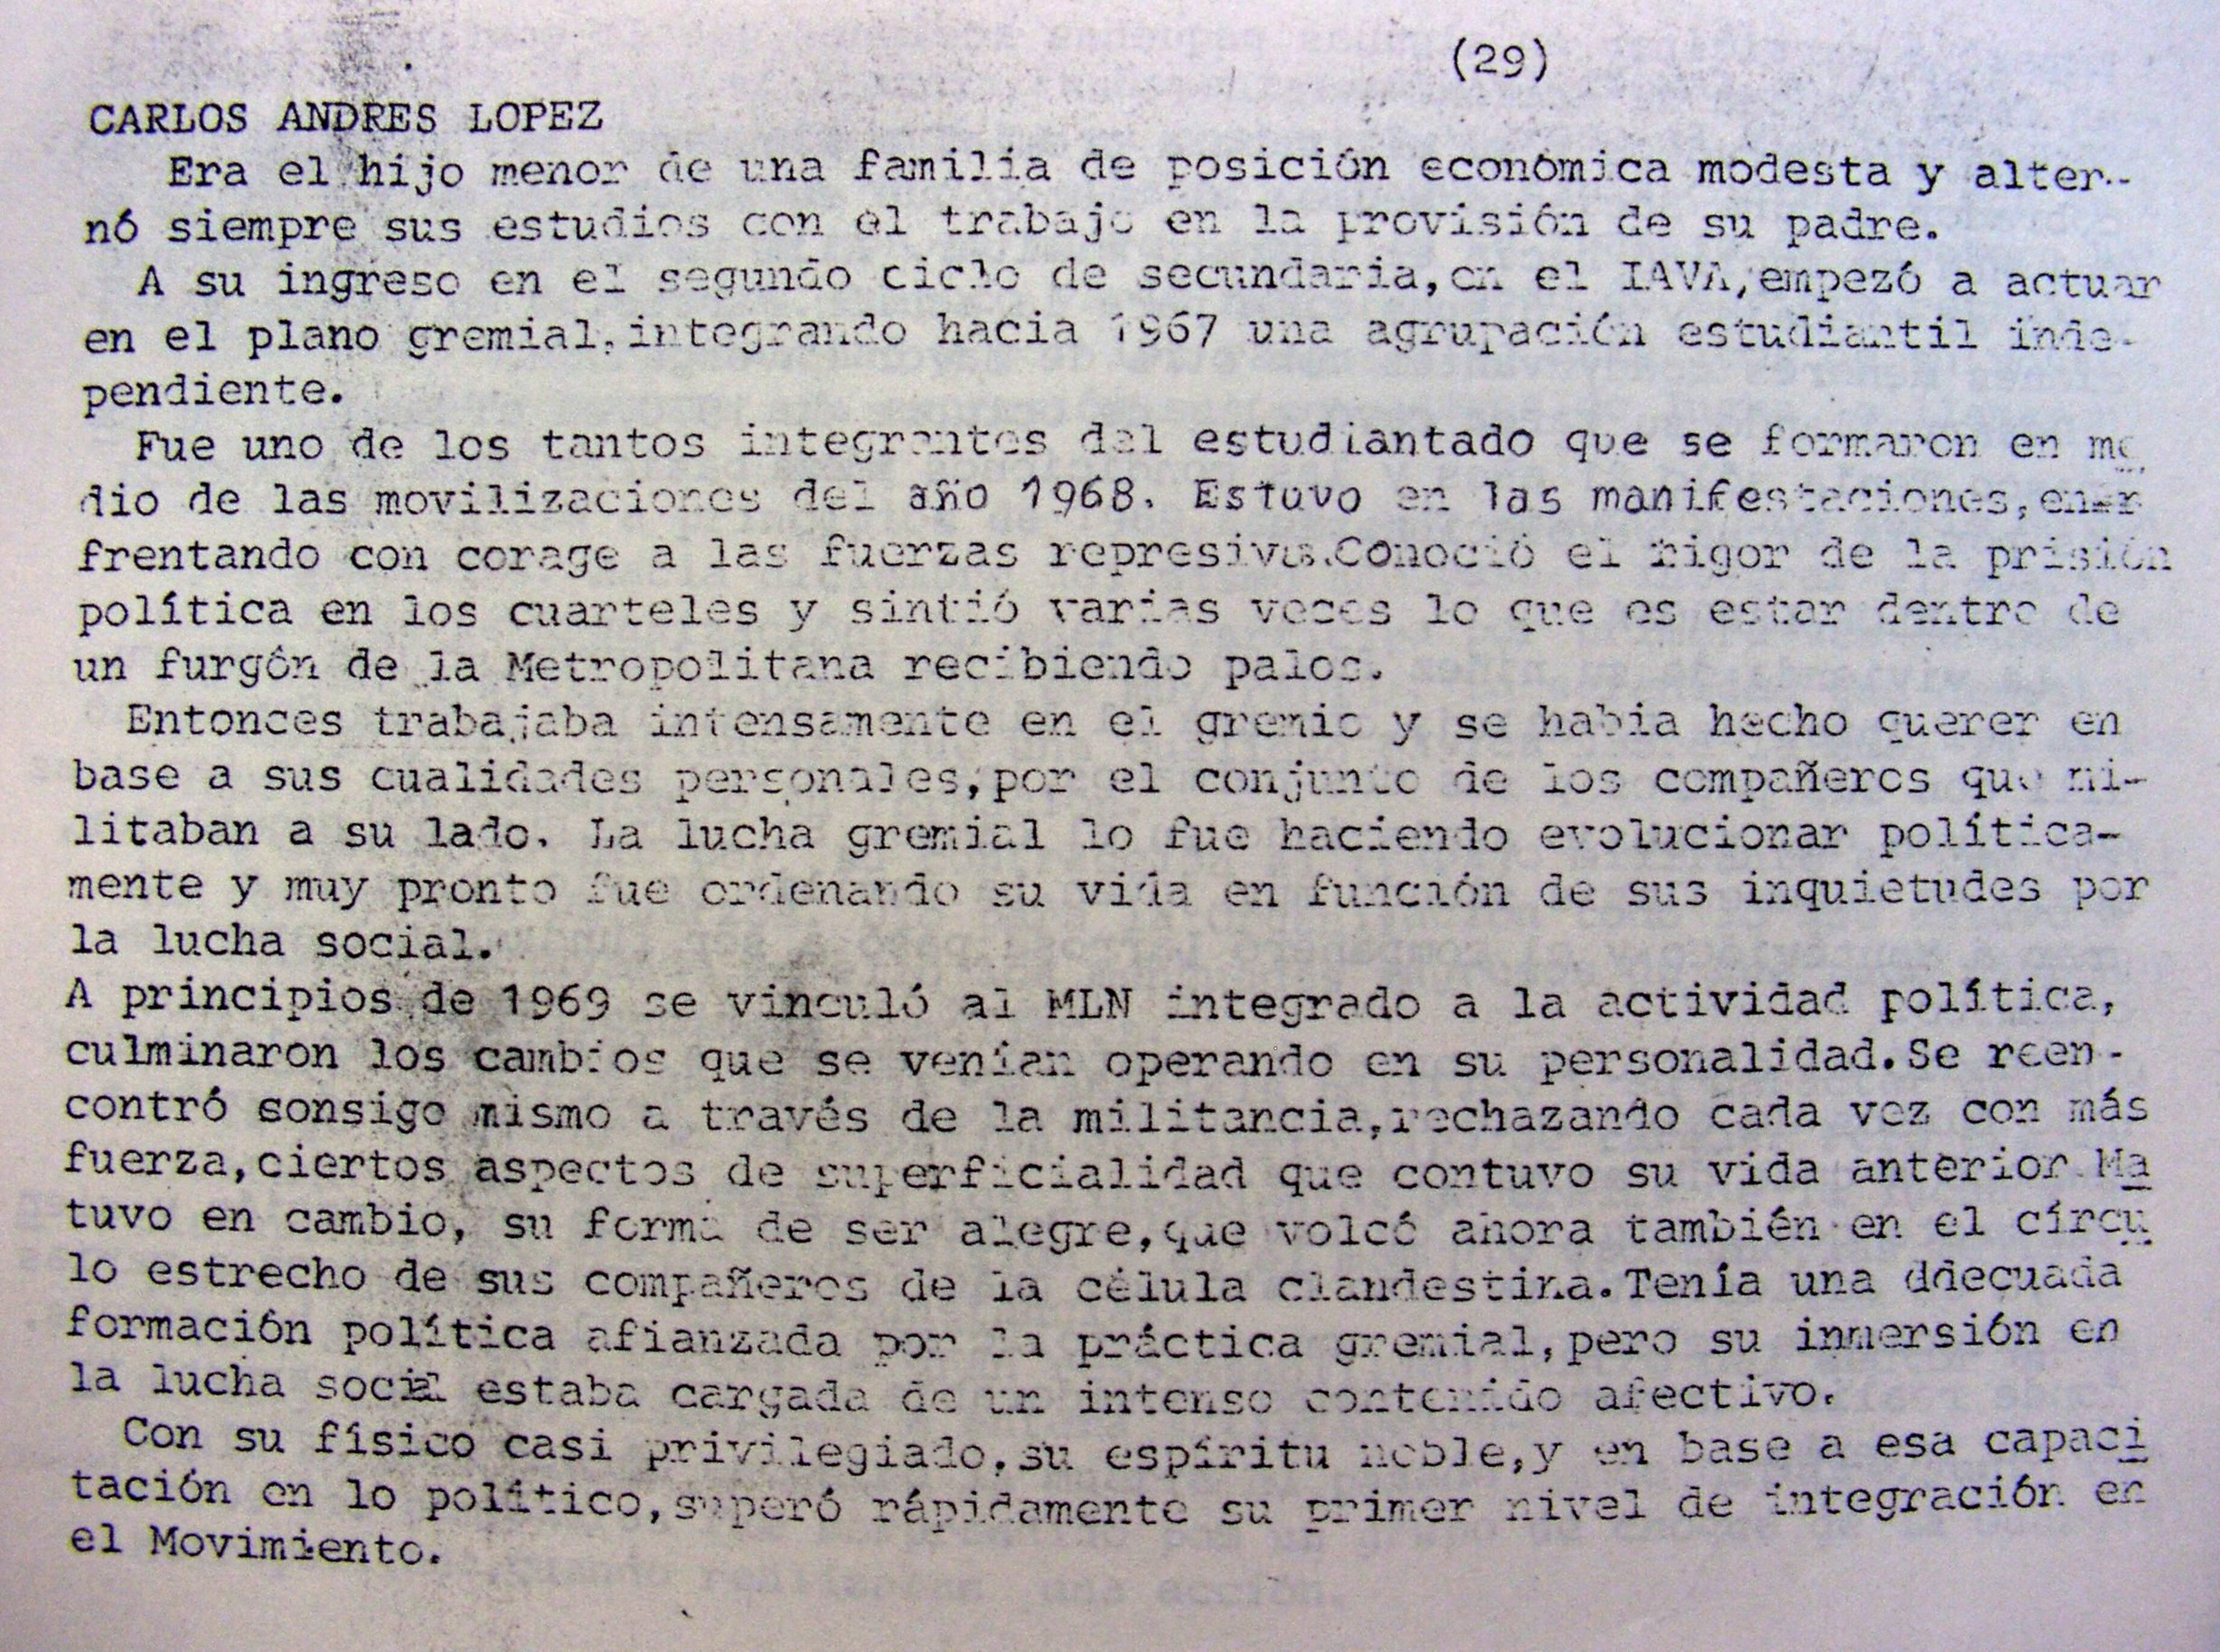 (29)
CARLOS ANDRES LOPEZ
Era el hijo menor de una familia de posición económica modesta y alter-
nó siempre sus estudios con el trabajo en la provisión de su padre.
A su ingreso en el segundo ciclo de secundaria,en el IAVA,empezó a actuar
en el plano gremial,integrando hacia 1967 una agrupación estudiantil inde-
pendiente.
Fue uno de los tantos integrantes del estudiantado que se formaron en me
dio de las movilizaciones del año 1968. Estuvo en las manifestaciones,
frentando con corage a las fuerzas represivas.Conoció el rigor de la prisión
política en los cuarteles y sintió varias veces lo que es estar dentro de
un furgón de la Metropolitana recibiendo palos.
Entonces trabajaba intensamente en el gremio y se habia hecho querer en
base a sus cualidades personales,por el conjunto de los compañeros que mi-
litaban a su lado. La lucha gremial lo fue haciendo evolucionar política-
mente y muy pronto fue ordenando su vida en función de sus inquietudes por
la lucha social.
A principios de 1969 se vinculó al MLN integrado a la actividad política,
culminaron los cambios que se venían operando en su personalidad.Se reen-
contró consigo mismo a través de la militancia,rechazando cada vez con más
fuerza,ciertos aspectos de superficialidad que contuvo su vida anterior.Ma
tuvo en cambio, su forma de ser alegre,que volcó ahora también en el círcu
lo estrecho de sus compañeros de la célula clandestina.Tenía una ddecuada
formación política afianzada por la práctica gremial,pero su inmersión en
la lucha social estaba cargada de un intenso contenido afectivo.
Con su físico casi privilegiado,su espíritu noble,y en base a esa capaci
tación en lo político,superó rápidamente su primer nivel de integración en
el Movimiento.